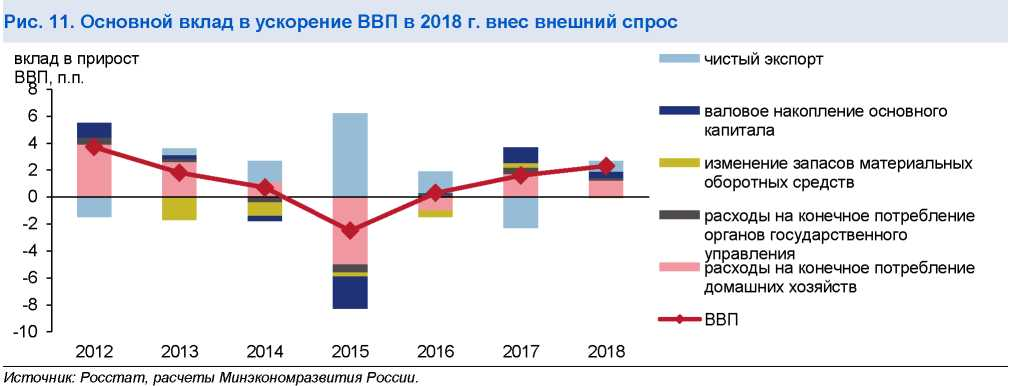 Рис. 11. Основной вклад в ускорение ВВП в 2018 г. внес внешний спрос
вклад в прирост
ВВП, п.п.
8
6
4
2
0
-2
-4
-6
-8
-10
2012 2013 2014 2015 2016 2017 2018
чистый экспорт
валовое накопление основного
капитала
изменение запасов материальных
оборотных средств
расходы на конечное потребление
органов государственного
управления
расходы на конечное потребление
домашних хозяйств
ВВП
Источник: Росстат, расчеты Минэкономразвития России.